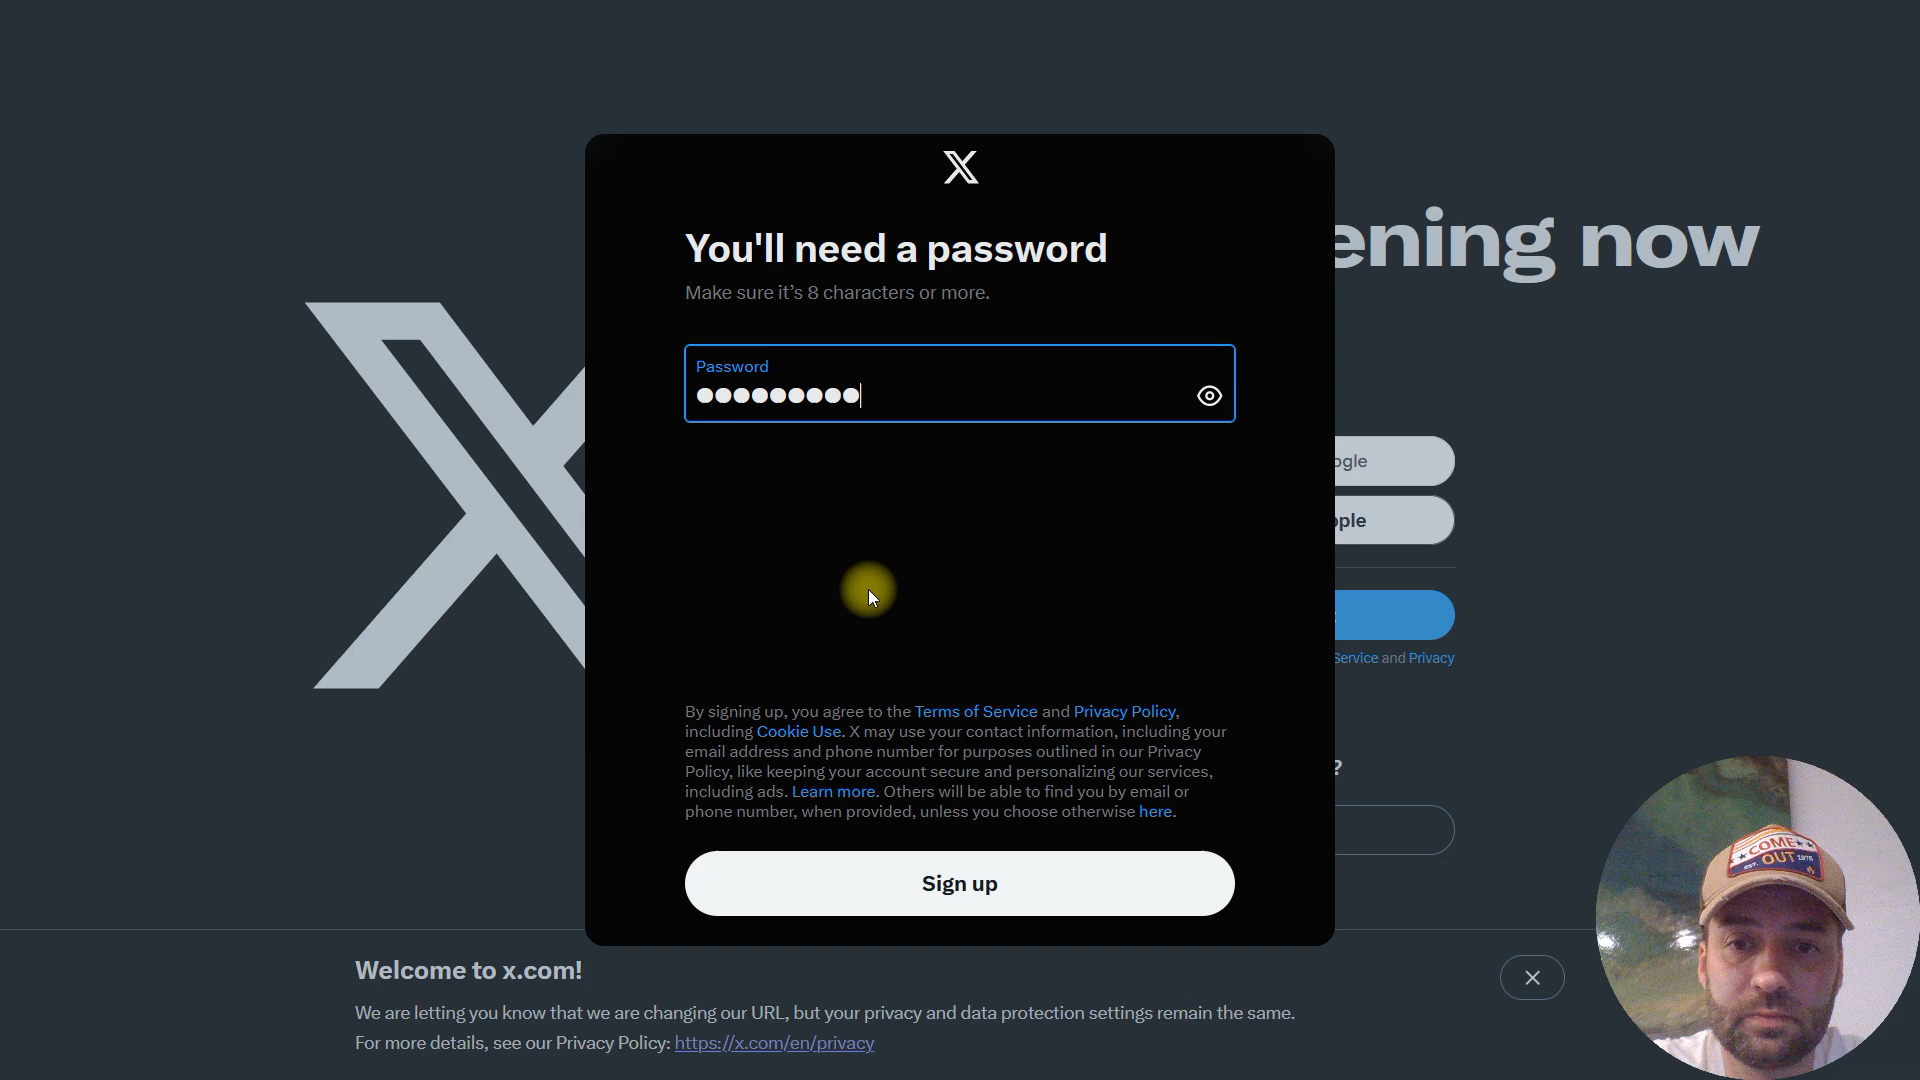 ening now
You'll need a password
Make sure it’s 8 characters or more.
Password
ogle
pple
Service and Privacy
By signing up, you agree to the Terms of Service and Privacy Policy,
including Cookie Use. X may use your contact information, including your
email address and phone number for purposes outlined in our Privacy
Policy, like keeping your account secure and personalizing our services,
including ads. Learn more. Others will be able to find you by email or
phone number, when provided, unless you choose otherwise here.
?
Sign up
Welcome to x.com!
We are letting you know that we are changing our URL, but your privacy and data protection settings remain the same.
For more details, see our Privacy Policy: https://x.com/en/privacy
COME
OUT
EST. 1975